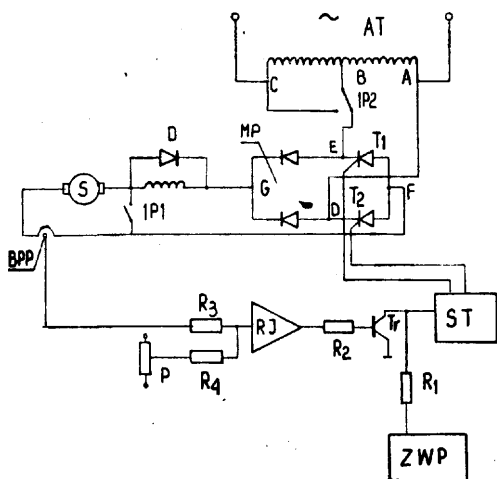 ~ AT
C B A
1P2
D MP E T1
S G T2 F
1P1 D
BPP
R3 RJ Tr ST
R4 R2
P R1
ZWP